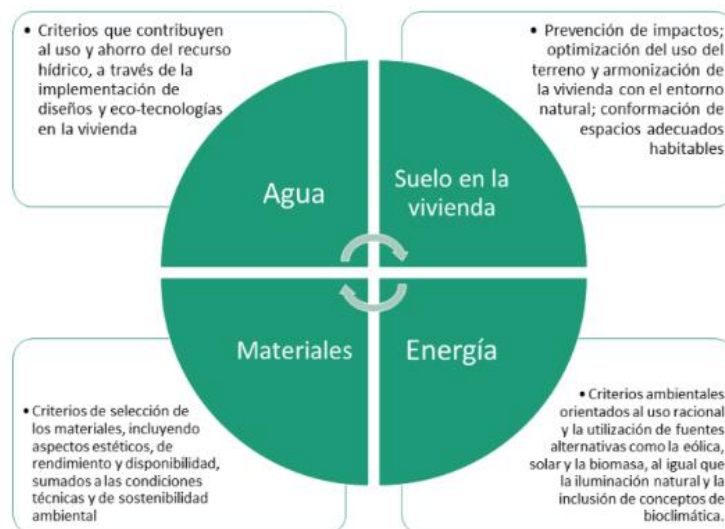 • Criterios que contribuyen
al uso y ahorro del recurso
hídrico, a través de la
implementación de
diseños y eco-tecnologías
en la vivienda
• Prevención de impactos;
optimización del uso del
terreno y armonización de
la vivienda con el entorno
natural; conformación de
espacios adecuados
habitables
Agua
Suelo en la
vivienda
Materiales
Energía
• Criterios de selección de
los materiales, incluyendo
aspectos estéticos, de
rendimiento y disponibilidad,
sumados a las condiciones
técnicas y de sostenibilidad
ambiental
• Criterios ambientales
orientados al uso racional
y la utilización de fuentes
alternativas como la eólica,
solar y la biomasa, al igual que
la iluminación natural y la
inclusión de conceptos de
bioclimática.